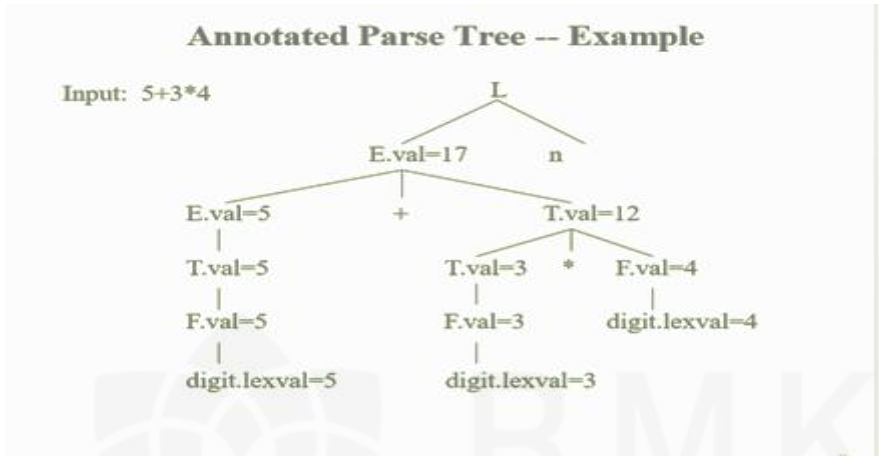 Annotated Parse Tree -- Example
Input: 5+3*4
L
E.val=17 n
E.val=5 + T.val=12
T.val=5 T.val=3 * F.val=4
F.val=5 F.val=3 digit.lexval=4
digit.lexval=5 digit.lexval=3
RMK